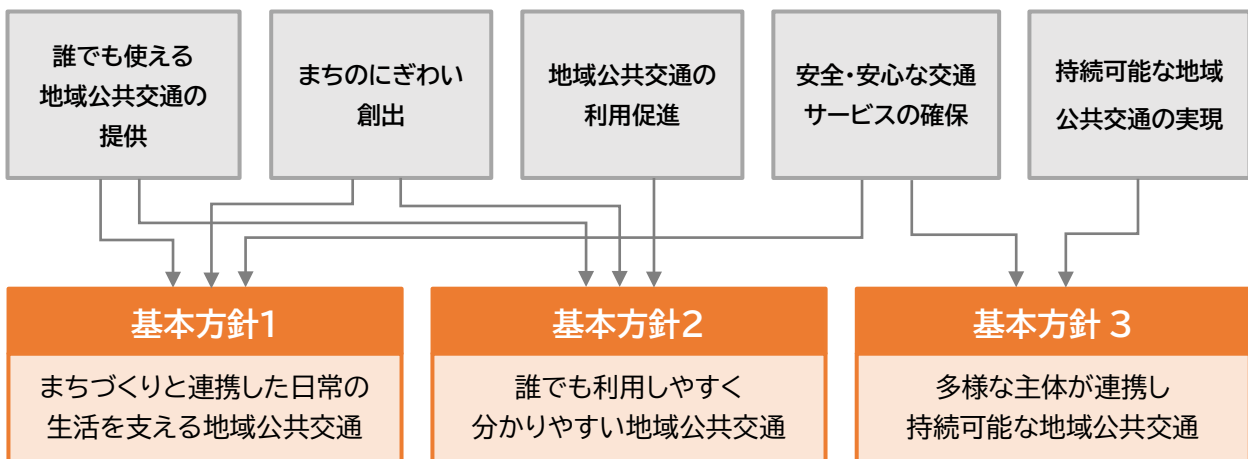 誰でも使える
地域公共交通の
提供
まちのにぎわい
創出
地域公共交通の
利用促進
安全・安心な交通
サービスの確保
持続可能な地域
公共交通の実現
基本方針1
まちづくりと連携した日常の
生活を支える地域公共交通
基本方針2
誰でも利用しやすく
分かりやすい地域公共交通
基本方針 3
多様な主体が連携し
持続可能な地域公共交通